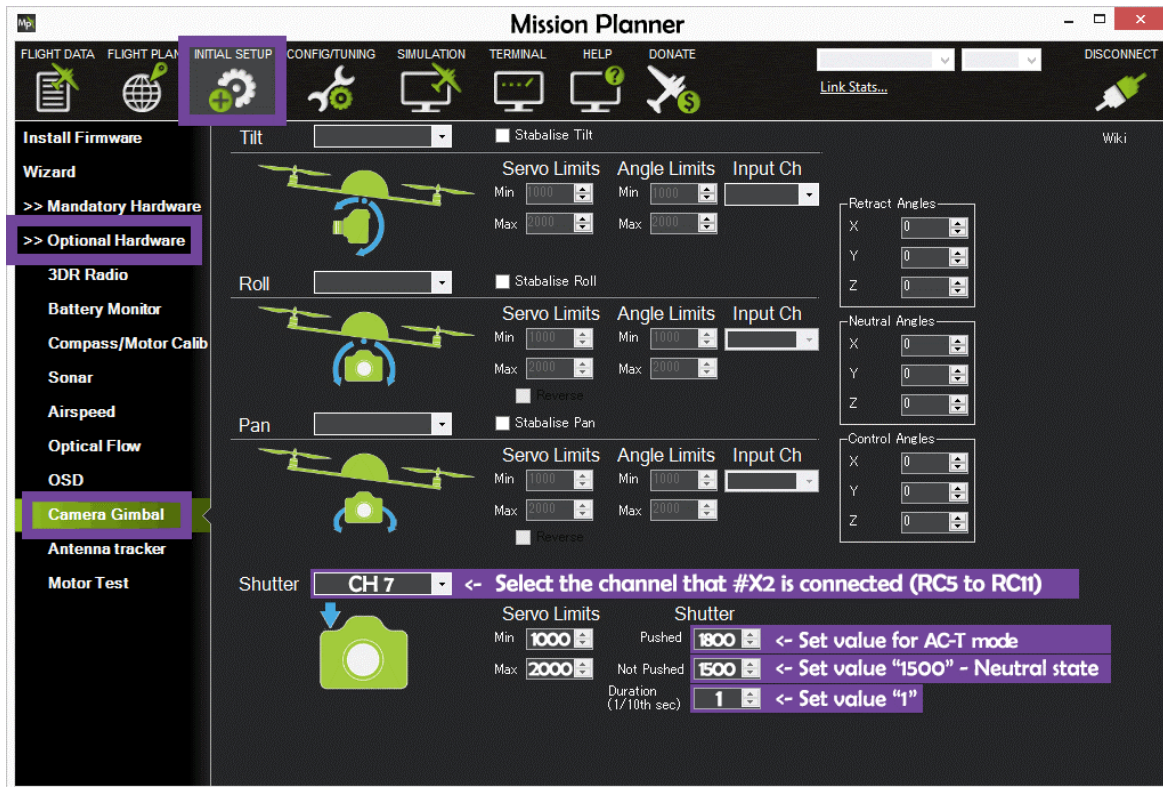 Mp
Mission Planner
FLIGHT DATA FLIGHT PLAN INITIAL SETUP CONFIG/TUNING SIMULATION TERMINAL HELP DONATE DISCONNECT
Link Stats...
Install Firmware
Wizard
>> Mandatory Hardware
>> Optional Hardware
3DR Radio
Battery Monitor
Compass/Motor Calib
Sonar
Airspeed
Optical Flow
OSD
Camera Gimbal
Antenna tracker
Motor Test
Wiki
Tilt Stabalise Tilt
Servo Limits Angle Limits Input Ch
Min 1000 Min 1000
Max 2000 Max 2000
Roll Stabalise Roll
Servo Limits Angle Limits Input Ch
Min 1000 Min 1000
Max 2000 Max 2000
Reverse
Pan Stabalise Pan
Servo Limits Angle Limits Input Ch
Min 1000 Min 1000
Max 2000 Max 2000
Reverse
Retract Angles
X 0
Y 0
Z 0
Neutral Angles
X 0
Y 0
Z 0
Control Angles
X 0
Y 0
Z 0
Shutter CH 7 <- Select the channel that #X2 is connected (RC5 to RC11)
Servo Limits Shutter
Min 1000 Pushed 1800 <- Set value for AC-T mode
Max 2000 Not Pushed 1500 <- Set value "1500" - Neutral state
Duration
(1/10th sec) 1 <- Set value "1"